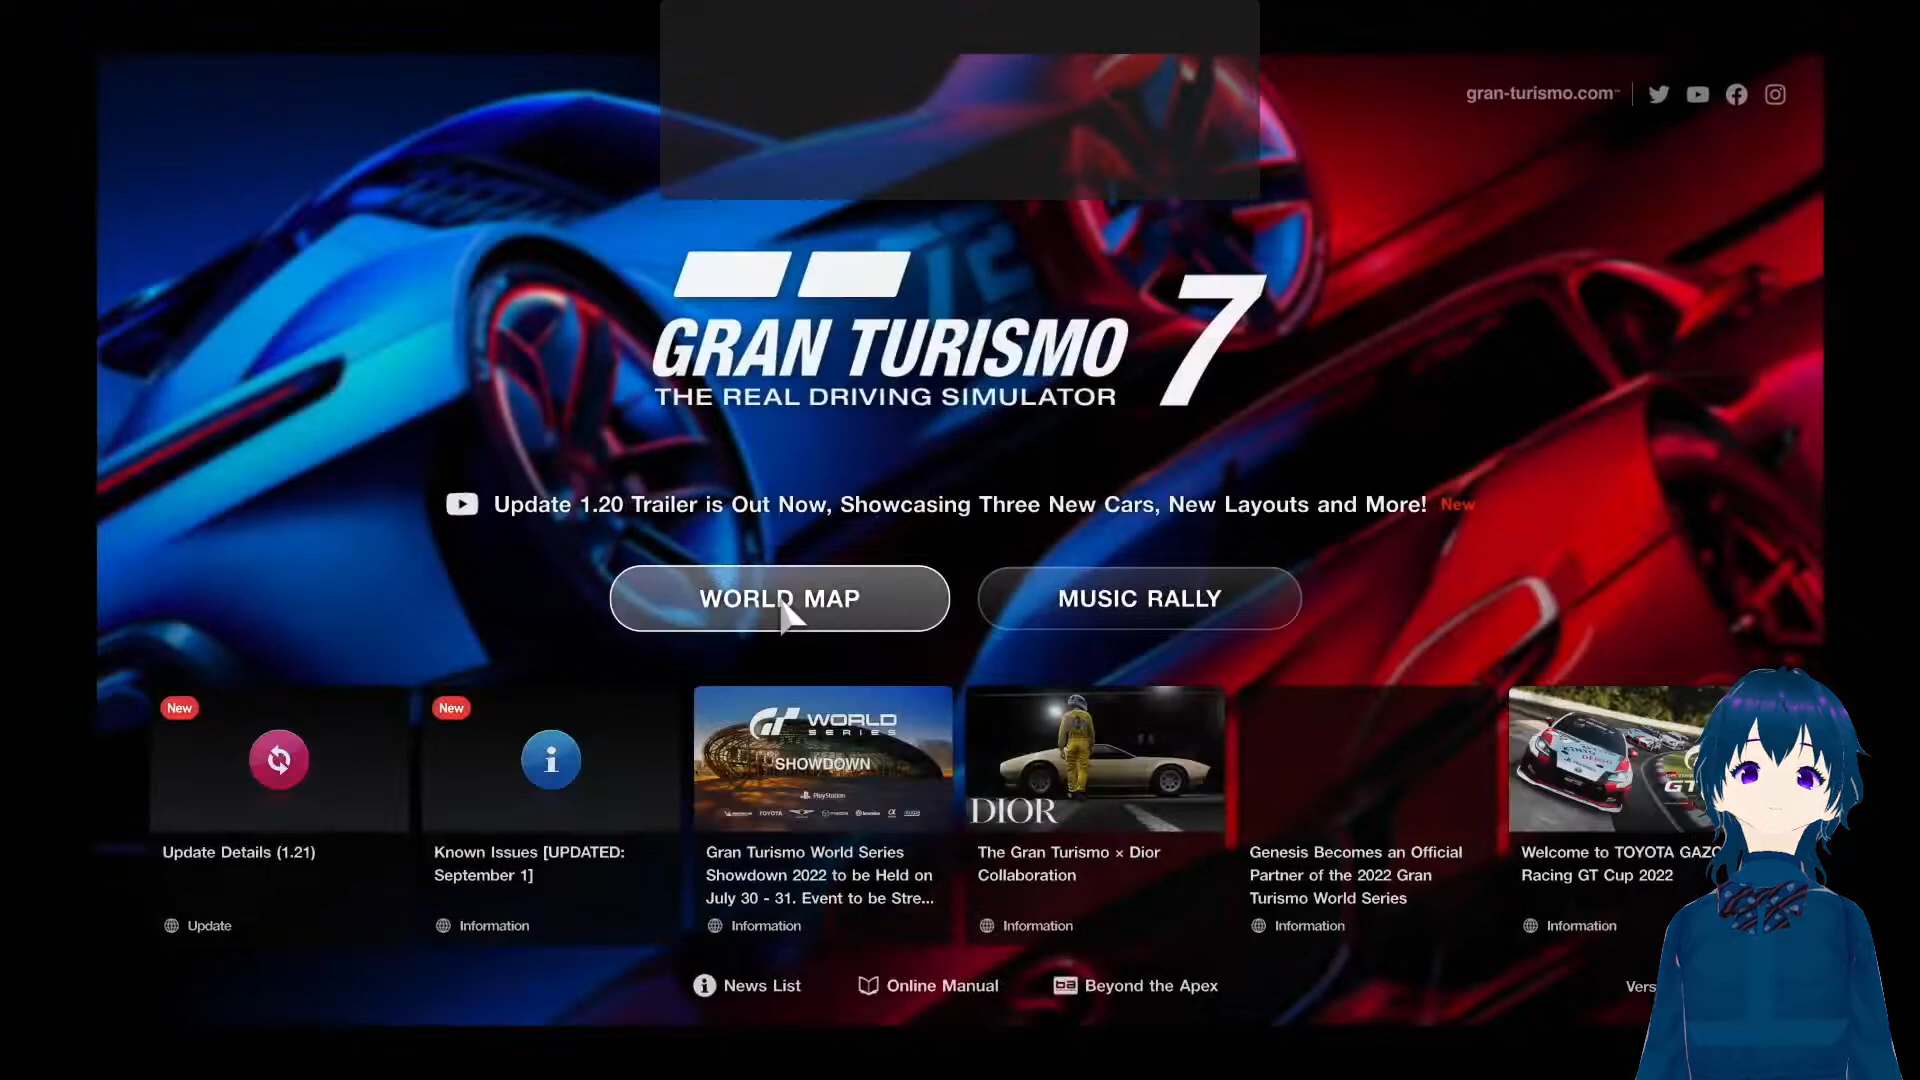 gran-turismo.com
GRAN TURISMO 7
THE REAL DRIVING SIMULATOR
Update 1.20 Trailer is Out Now, Showcasing Three New Cars, New Layouts and More! New
WORLD MAP
MUSIC RALLY
New
Update Details (1.21)
Update
New
Known Issues [UPDATED:
September 1]
Information
GT WORLD
SERIES
SHOWDOWN
PlayStation
TOYOTA
Gran Turismo World Series
Showdown 2022 to be Held on
July 30 - 31. Event to be Stre...
Information
DIOR
The Gran Turismo × Dior
Collaboration
Information
Genesis Becomes an Official
Partner of the 2022 Gran
Turismo World Series
Information
GT
Welcome to TOYOTA GAZO
Racing GT Cup 2022
Information
News List
Online Manual
Beyond the Apex
Vers